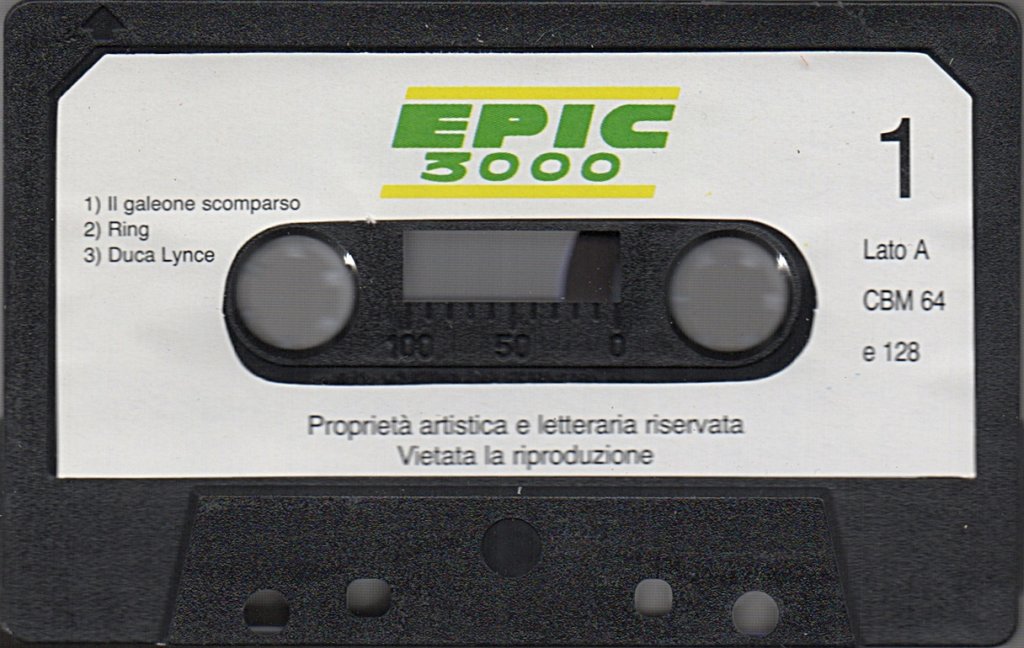 EPIC
3000
1
1) Il galeone scomparso
2) Ring
3) Duca Lynce
Lato A
CBM 64
e 128
100 50 0
Proprietà artistica e letteraria riservata
Vietata la riproduzione